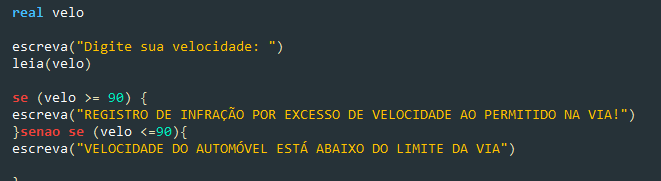 real velo
escreva("Digite sua velocidade: ")
leia(velo)
se (velo >= 90) {
escreva("REGISTRO DE INFRAÇÃO POR EXCESSO DE VELOCIDADE AO PERMITIDO NA VIA!")
}senao se (velo <=90){
escreva("VELOCIDADE DO AUTOMÓVEL ESTÁ ABAIXO DO LIMITE DA VIA")
}